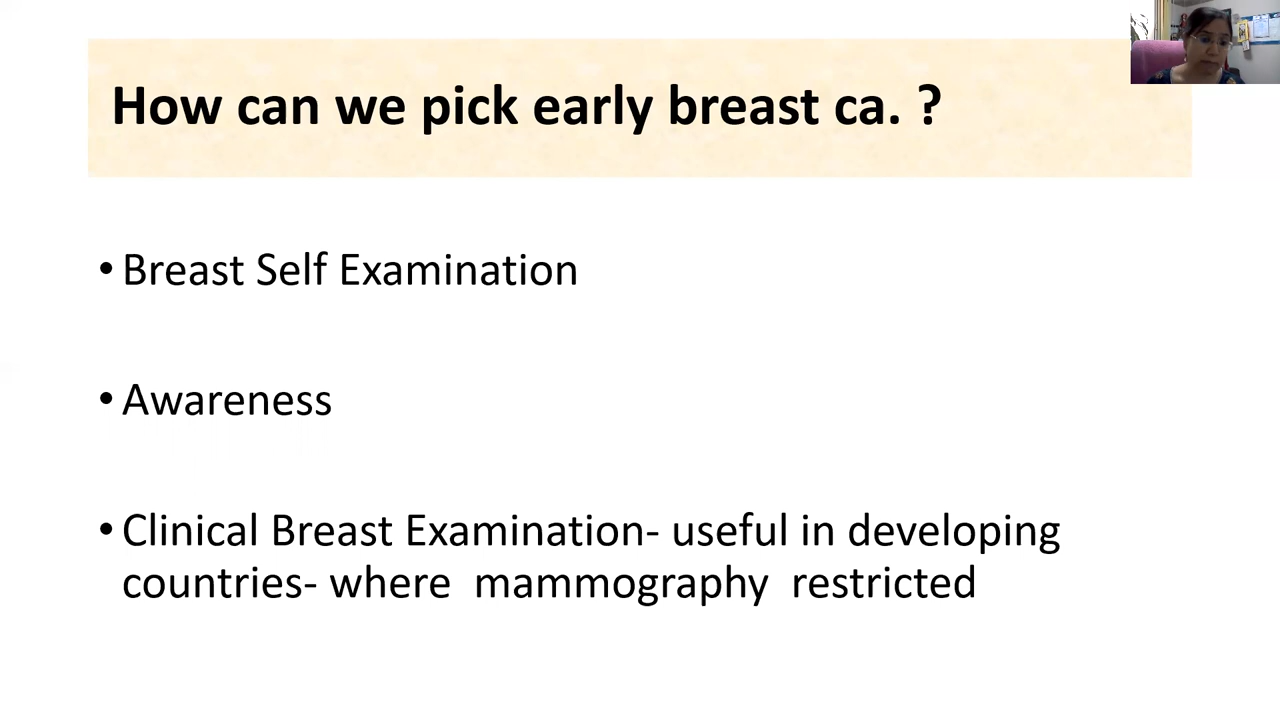 How can we pick early breast ca. ?
• Breast Self Examination
• Awareness
• Clinical Breast Examination- useful in developing
countries- where mammography restricted